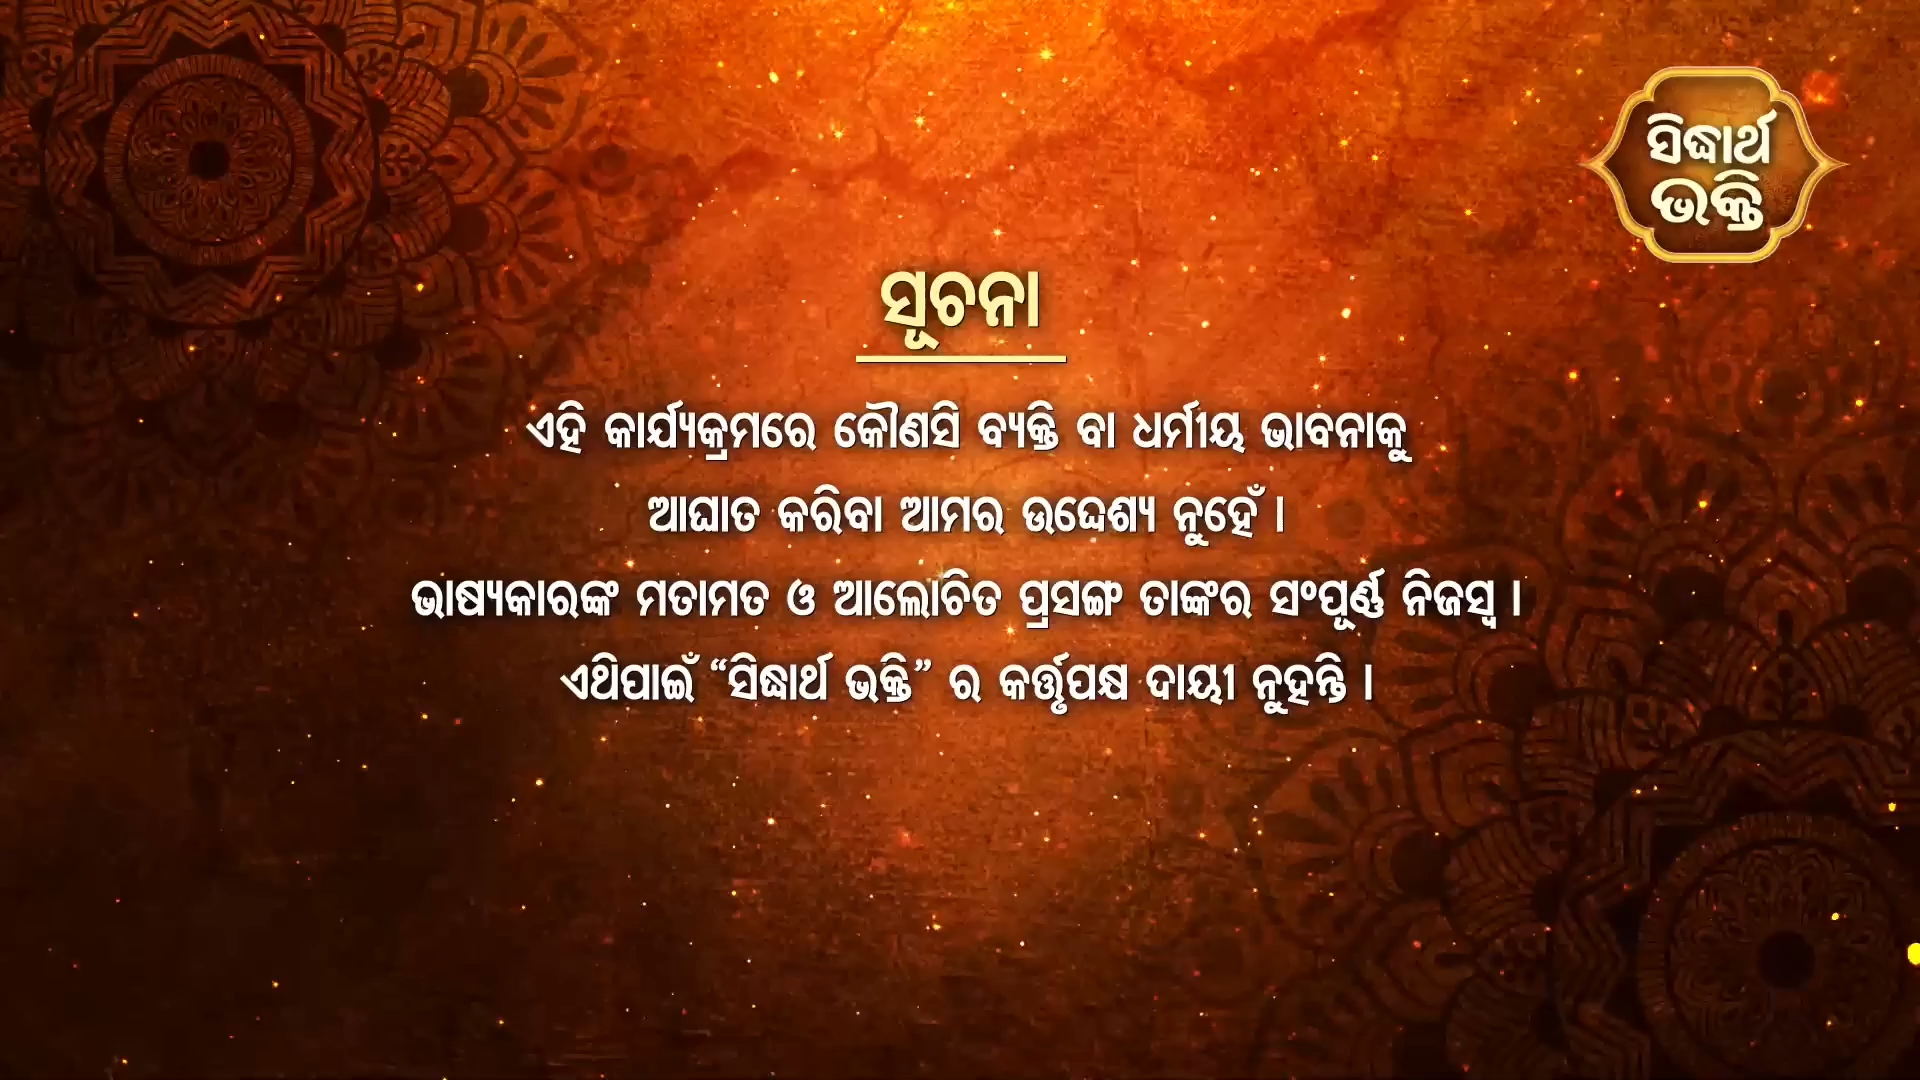 ସିଦ୍ଧାର୍ଥ
ଭକ୍ତି
ସୂଚନା
ଏହି କାର୍ଯ୍ୟକ୍ରମରେ କୌଣସି ବ୍ୟକ୍ତି ବା ଧର୍ମୀୟ ଭାବନାକୁ
ଆଘାତ କରିବା ଆମର ଉଦ୍ଦେଶ୍ୟ ନୁହେଁ ।
ଭାଷ୍ୟକାରଙ୍କ ମତାମତ ଓ ଆଲୋଚିତ ପ୍ରସଙ୍ଗ ତାଙ୍କର ସଂପୂର୍ଣ୍ଣ ନିଜସ୍ୱ ।
ଏଥିପାଇଁ “ସିଦ୍ଧାର୍ଥ ଭକ୍ତି” ର କର୍ତ୍ତୃପକ୍ଷ ଦାୟୀ ନୁହନ୍ତି ।